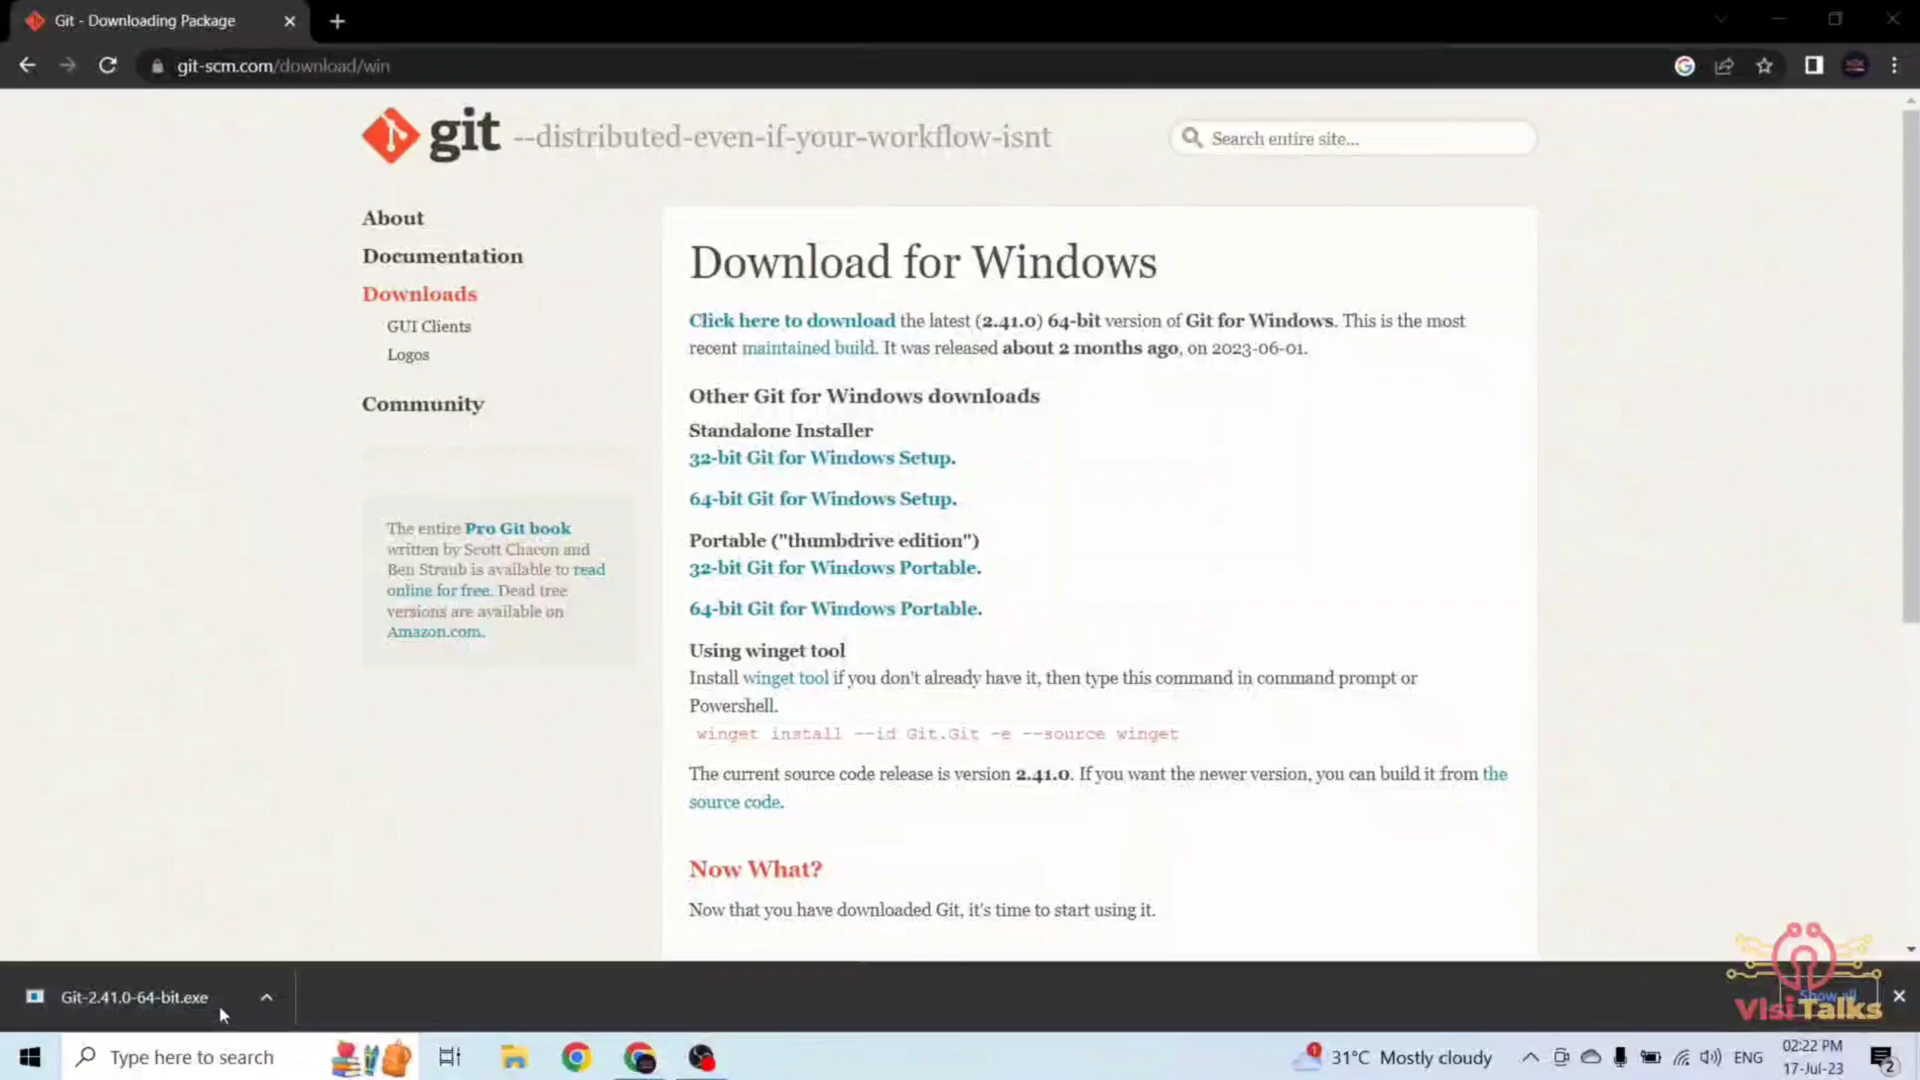 Git - Downloading Package
git-scm.com/download/win
git --distributed-even-if-your-workflow-isnt
Search entire site...
About
Documentation
Downloads
GUI Clients
Logos
Community
The entire Pro Git book
written by Scott Chacon and
Ben Straub is available to read
online for free. Dead tree
versions are available on
Amazon.com.
Download for Windows
Click here to download the latest (2.41.0) 64-bit version of Git for Windows. This is the most
recent maintained build. It was released about 2 months ago, on 2023-06-01.
Other Git for Windows downloads
Standalone Installer
32-bit Git for Windows Setup.
64-bit Git for Windows Setup.
Portable ("thumbdrive edition")
32-bit Git for Windows Portable.
64-bit Git for Windows Portable.
Using winget tool
Install winget tool if you don't already have it, then type this command in command prompt or
Powershell.
winget install --id Git.Git -e --source winget
The current source code release is version 2.41.0. If you want the newer version, you can build it from the
source code.
Now What?
Now that you have downloaded Git, it's time to start using it.
Git-2.41.0-64-bit.exe
Show all
VlsiTalks
Type here to search
1
31°C Mostly cloudy
ENG
02:22 PM
17-Jul-23
2